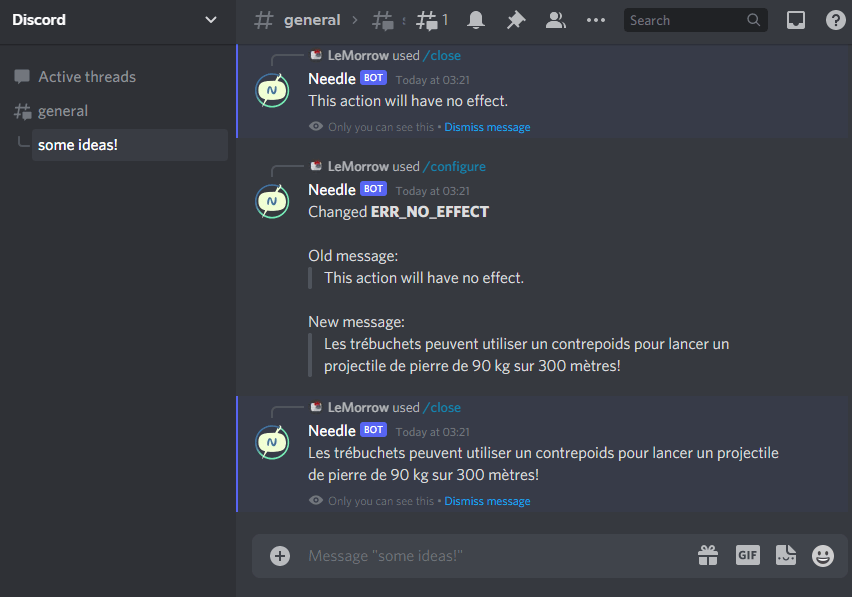 Discord
general
1
Search
Active threads
general
some ideas!
LeMorrow used /close
Needle BOT Today at 03:21
This action will have no effect.
Only you can see this • Dismiss message
LeMorrow used /configure
Needle BOT Today at 03:21
Changed ERR_NO_EFFECT
Old message:
This action will have no effect.
New message:
Les trébuchets peuvent utiliser un contrepoids pour lancer un
projectile de pierre de 90 kg sur 300 mètres!
LeMorrow used /close
Needle BOT Today at 03:21
Les trébuchets peuvent utiliser un contrepoids pour lancer un projectile
de pierre de 90 kg sur 300 mètres!
Only you can see this • Dismiss message
Message "some ideas!"
GIF